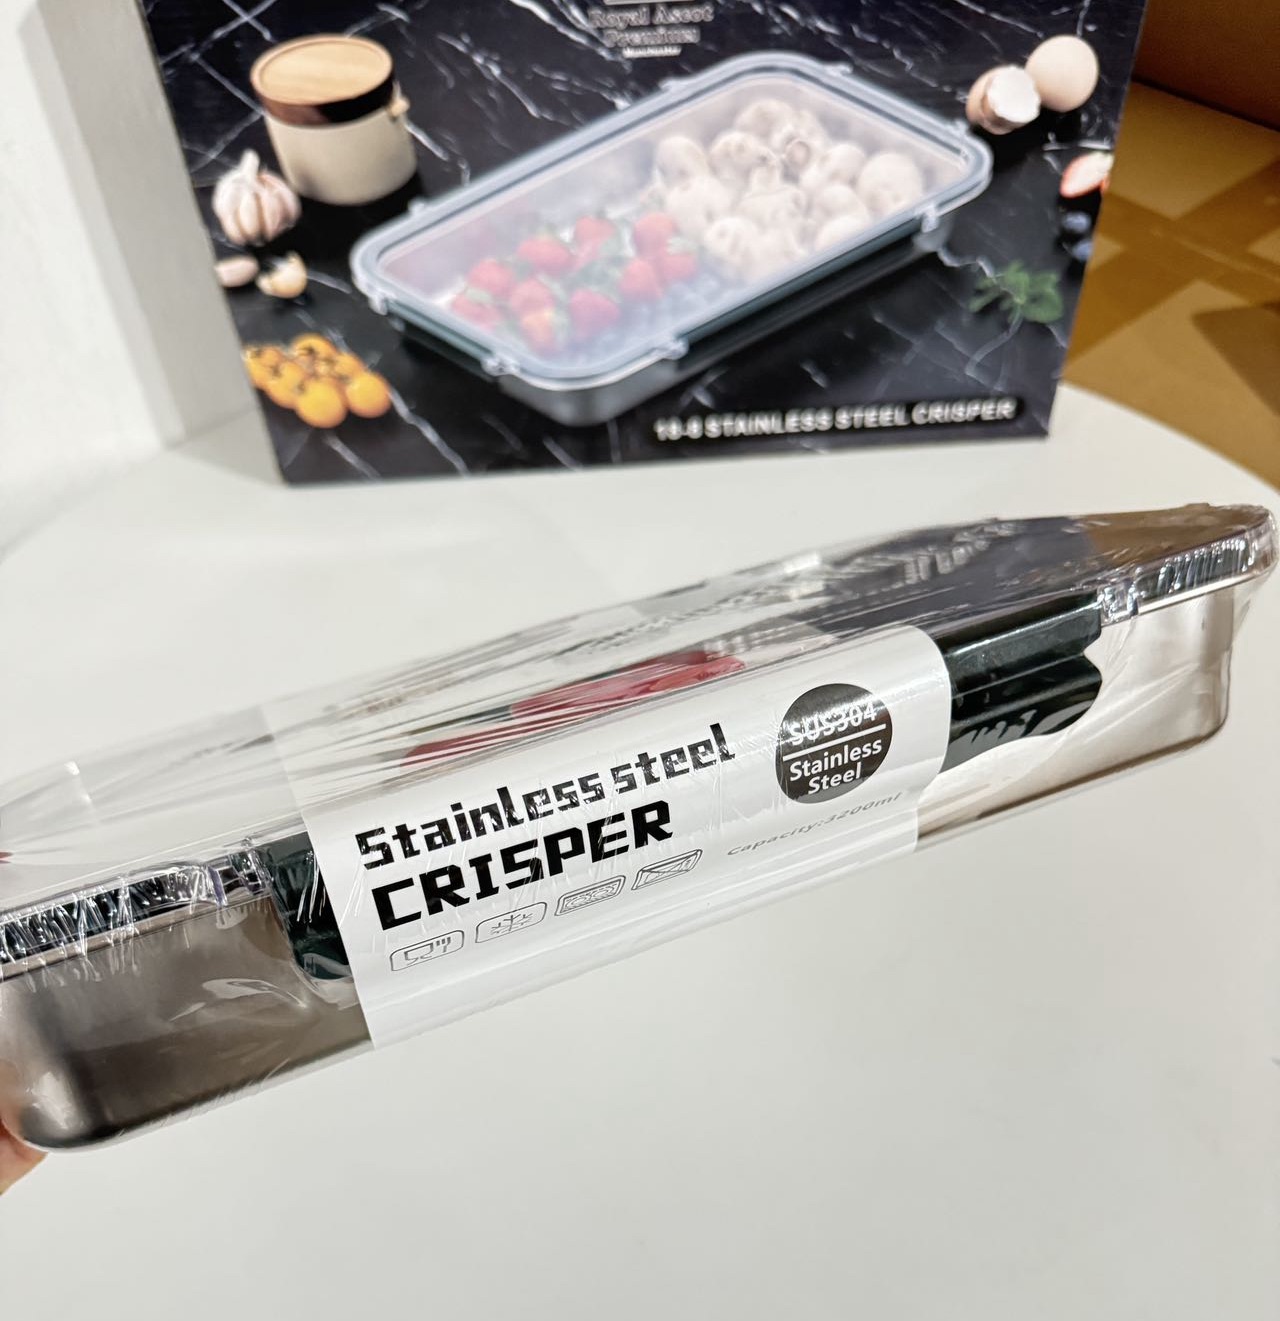 Royal Ascot
Premium
18-8 STAINLESS STEEL CRISPER
Stainless steel
CRISPER
SUS304
Stainless
Steel
Capacity:3200ml